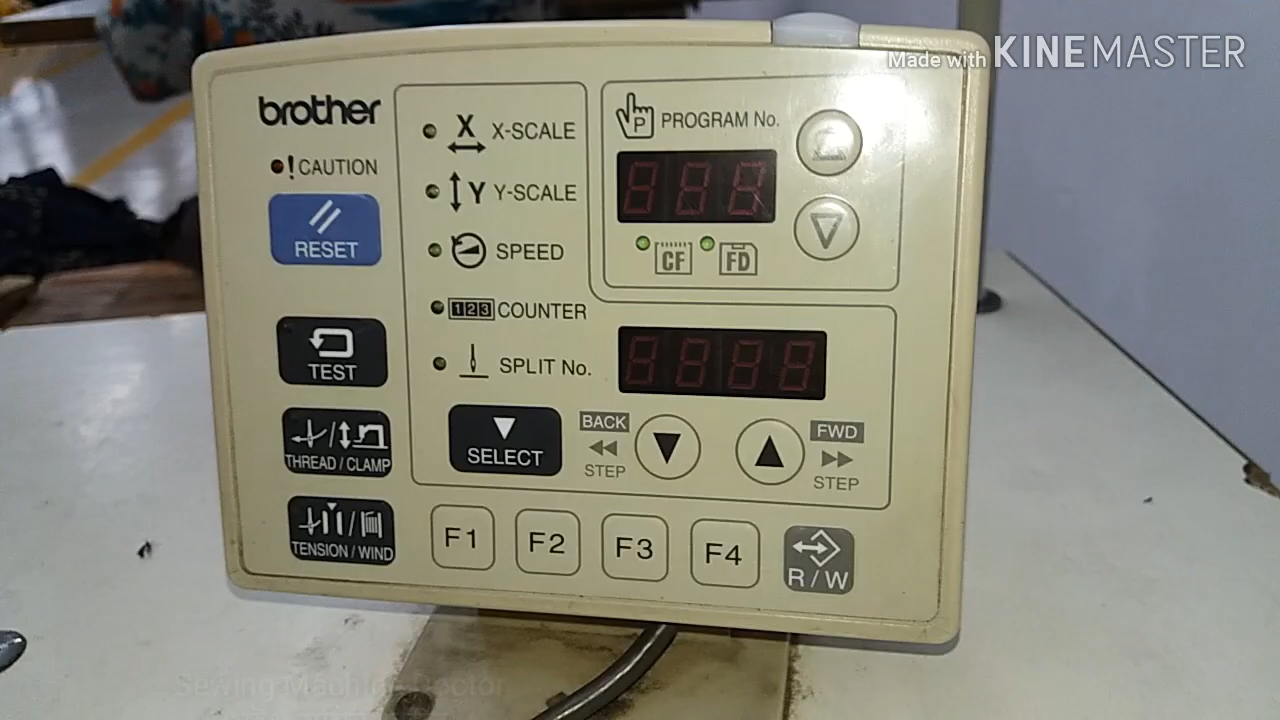 Made with KINEMASTER
brother
! CAUTION
RESET
TEST
THREAD / CLAMP
TENSION / WIND
X X-SCALE
Y Y-SCALE
SPEED
123 COUNTER
SPLIT No.
SELECT
P PROGRAM No.
CF FD
BACK
STEP
FWD
STEP
F1 F2 F3 F4
R / W
Sewing Machine Doctor